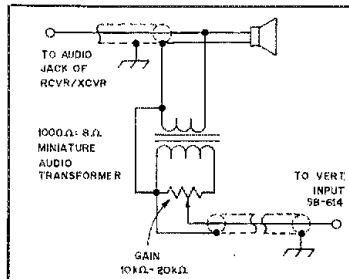 TO AUDIO
JACK OF
RCVR/XCVR
1000Ω:8Ω
MINIATURE
AUDIO
TRANSFORMER
TO VERT
INPUT
SB-614
GAIN
10kΩ-20kΩ